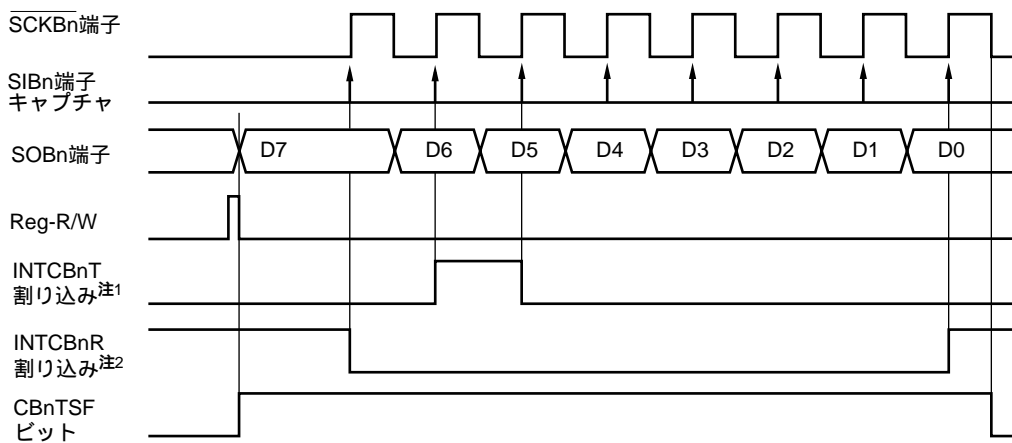 SCKBn端子
SIBn端子
キャプチャ
SOBn端子 D7 D6 D5 D4 D3 D2 D1 D0
Reg-R/W
INTCBnT
割り込み注1
INTCBnR
割り込み注2
CBnTSF
ビット